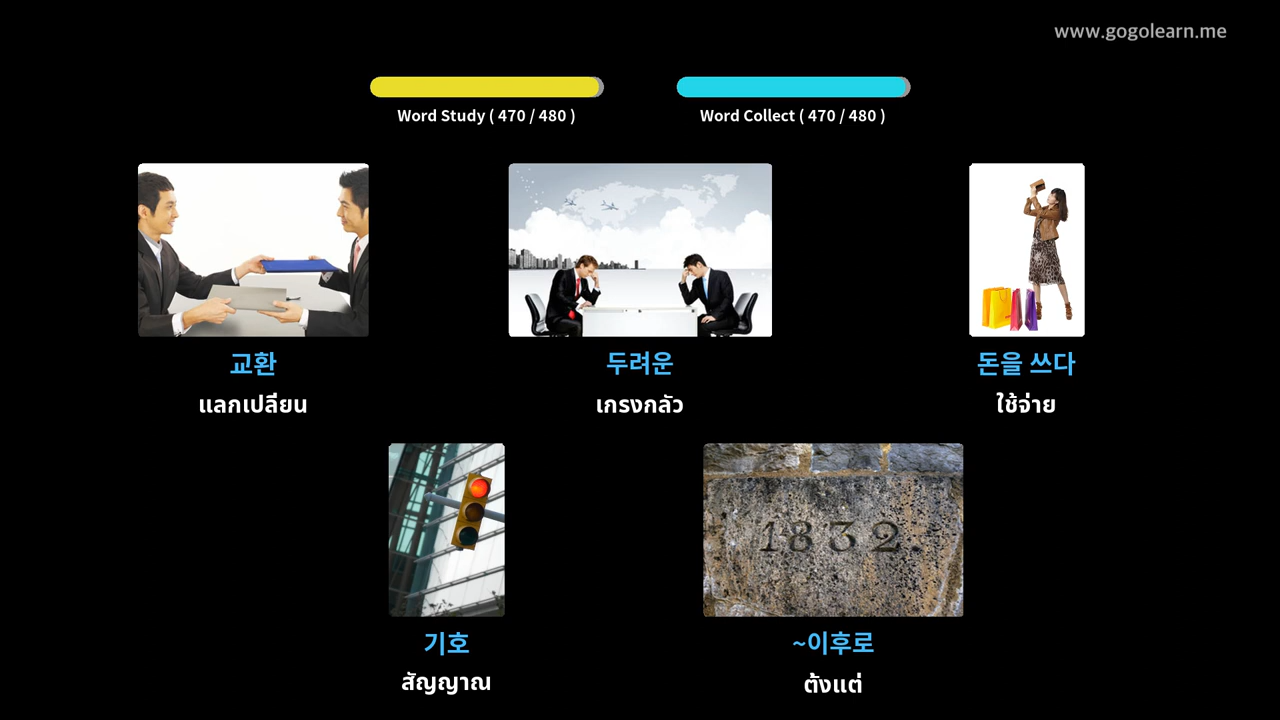 www.gogolearn.me
Word Study ( 470 / 480 )
Word Collect ( 470 / 480 )
교환
แลกเปลี่ยน
두려운
เกรงกลัว
돈을 쓰다
ใช้จ่าย
1832.
기호
สัญญาณ
~이후로
ตั้งแต่